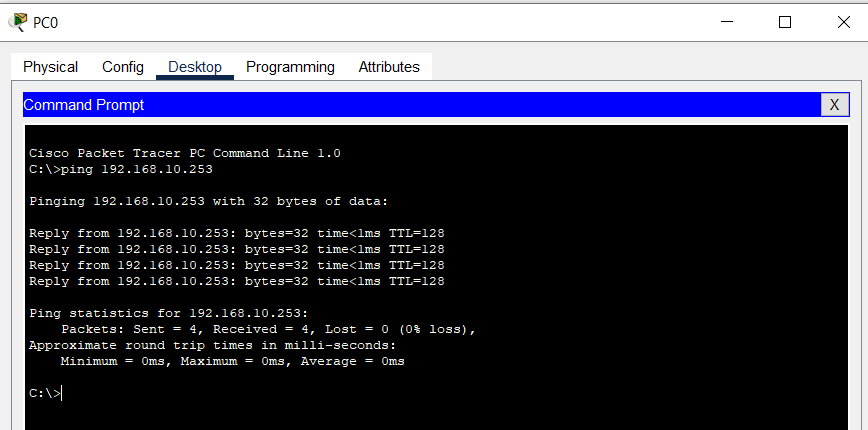 PC0
Physical Config Desktop Programming Attributes
Command Prompt X
Cisco Packet Tracer PC Command Line 1.0
C:\>ping 192.168.10.253
Pinging 192.168.10.253 with 32 bytes of data:
Reply from 192.168.10.253: bytes=32 time<1ms TTL=128
Reply from 192.168.10.253: bytes=32 time<1ms TTL=128
Reply from 192.168.10.253: bytes=32 time<1ms TTL=128
Reply from 192.168.10.253: bytes=32 time<1ms TTL=128
Ping statistics for 192.168.10.253:
    Packets: Sent = 4, Received = 4, Lost = 0 (0% loss),
Approximate round trip times in milli-seconds:
    Minimum = 0ms, Maximum = 0ms, Average = 0ms
C:\>